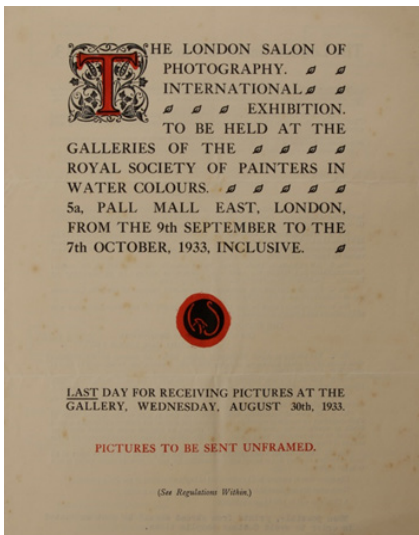 THE LONDON SALON OF
PHOTOGRAPHY.
INTERNATIONAL
EXHIBITION.
TO BE HELD AT THE
GALLERIES OF THE
ROYAL SOCIETY OF PAINTERS IN
WATER COLOURS.
5a, PALL MALL EAST, LONDON,
FROM THE 9th SEPTEMBER TO THE
7th OCTOBER, 1933, INCLUSIVE.
LAST DAY FOR RECEIVING PICTURES AT THE
GALLERY, WEDNESDAY, AUGUST 30th, 1933.
PICTURES TO BE SENT UNFRAMED.
(See Regulations Within.)